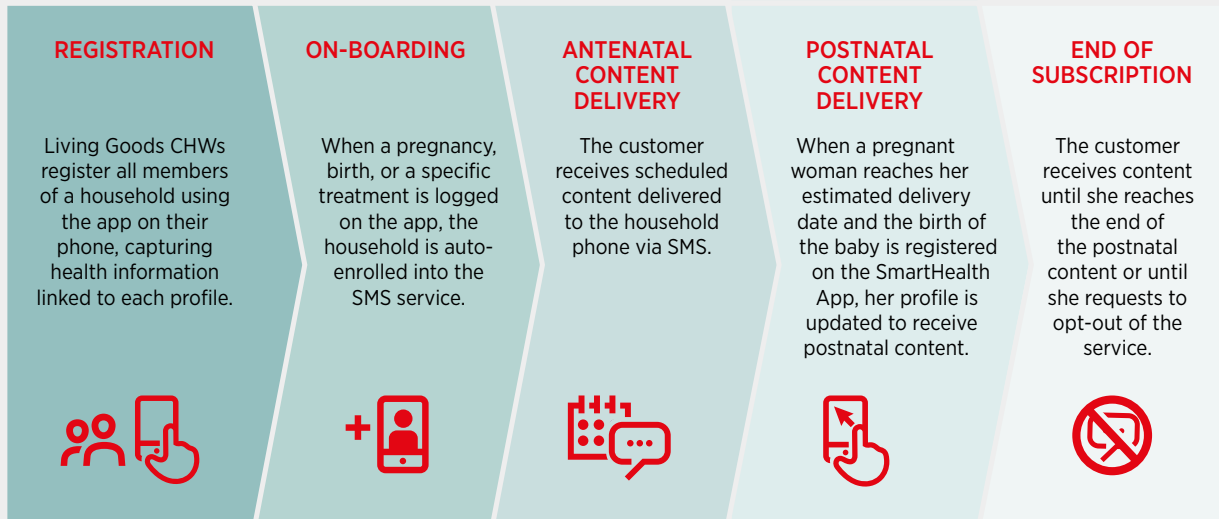 REGISTRATION
Living Goods CHWs
register all members
of a household using
the app on their
phone, capturing
health information
linked to each profile.
ON-BOARDING
When a pregnancy,
birth, or a specific
treatment is logged
on the app, the
household is auto-
enrolled into the
SMS service.
ANTENATAL
CONTENT
DELIVERY
The customer
receives scheduled
content delivered
to the household
phone via SMS.
POSTNATAL
CONTENT
DELIVERY
When a pregnant
woman reaches her
estimated delivery
date and the birth of
the baby is registered
on the SmartHealth
App, her profile is
updated to receive
postnatal content.
END OF
SUBSCRIPTION
The customer
receives content
until she reaches
the end of
the postnatal
content or until
she requests to
opt-out of the
service.